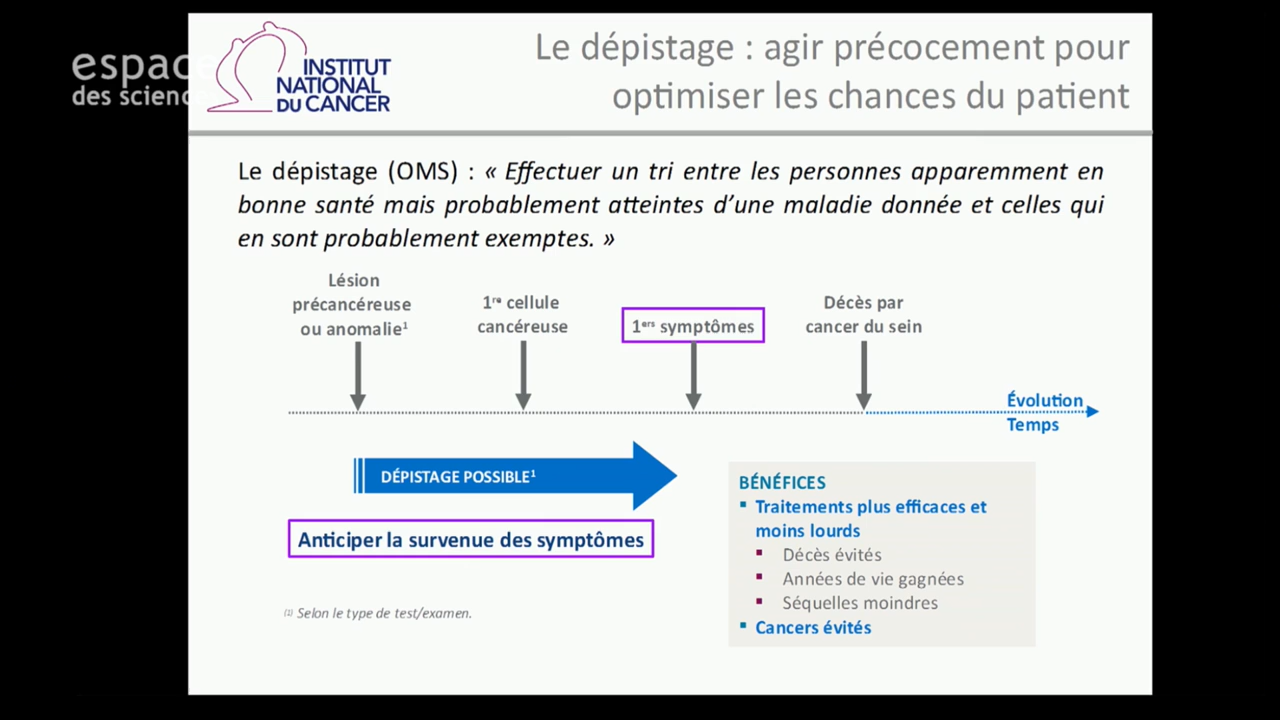 espace
des scienc
INSTITUT
NATIONAL
DU CANCER
Le dépistage : agir précocement pour
optimiser les chances du patient
Le dépistage (OMS) : « Effectuer un tri entre les personnes apparemment en
bonne santé mais probablement atteintes d’une maladie donnée et celles qui
en sont probablement exemptes. »
Lésion
précancéreuse
ou anomalie¹
1re cellule
cancéreuse
1ers symptômes
Décès par
cancer du sein
Évolution
Temps
DÉPISTAGE POSSIBLE¹
Anticiper la survenue des symptômes
BÉNÉFICES
▪ Traitements plus efficaces et
moins lourds
▪ Décès évités
▪ Années de vie gagnées
▪ Séquelles moindres
▪ Cancers évités
(1) Selon le type de test/examen.